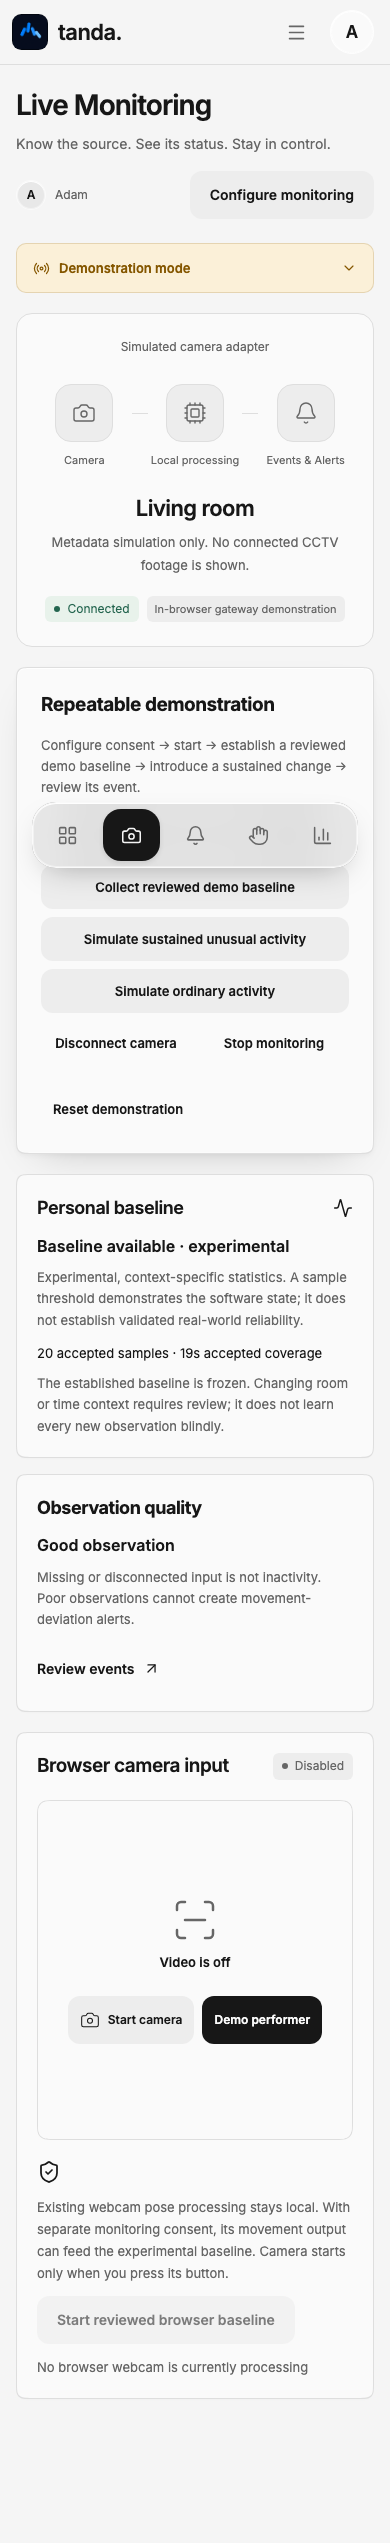 tanda.
A
Live Monitoring
Know the source. See its status. Stay in control.
A Adam
Configure monitoring
Demonstration mode
Simulated camera adapter
Camera
Local processing
Events & Alerts
Living room
Metadata simulation only. No connected CCTV
footage is shown.
Connected
In-browser gateway demonstration
Repeatable demonstration
Configure consent → start → establish a reviewed
demo baseline → introduce a sustained change →
review its event.
Collect reviewed demo baseline
Simulate sustained unusual activity
Simulate ordinary activity
Disconnect camera
Stop monitoring
Reset demonstration
Personal baseline
Baseline available · experimental
Experimental, context-specific statistics. A sample
threshold demonstrates the software state; it does
not establish validated real-world reliability.
20 accepted samples · 19s accepted coverage
The established baseline is frozen. Changing room
or time context requires review; it does not learn
every new observation blindly.
Observation quality
Good observation
Missing or disconnected input is not inactivity.
Poor observations cannot create movement-
deviation alerts.
Review events
Browser camera input
Disabled
Video is off
Start camera
Demo performer
Existing webcam pose processing stays local. With
separate monitoring consent, its movement output
can feed the experimental baseline. Camera starts
only when you press its button.
Start reviewed browser baseline
No browser webcam is currently processing